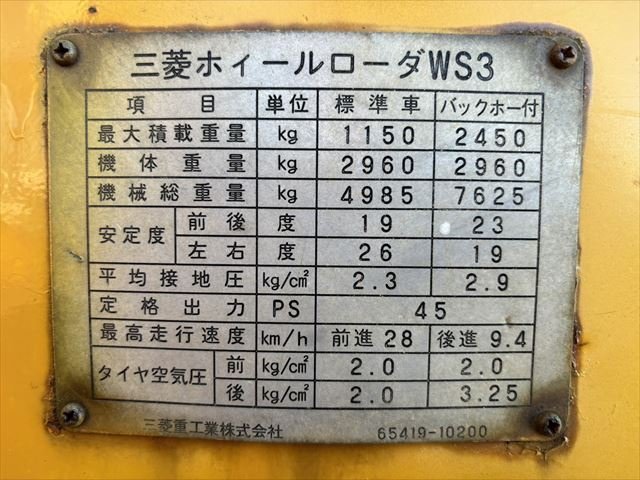 三菱ホイールローダWS3
項目 単位 標準車 バックホー付
最大積載重量 kg 1150 2450
機体重量 kg 2960 2960
機械総重量 kg 4985 7625
安定度 前後 度 19 23
左右 度 26 19
平均接地圧 kg/cm² 2.3 2.9
定格出力 PS 45
最高走行速度 km/h 前進28 後進9.4
タイヤ空気圧 前 kg/cm² 2.0 2.0
後 kg/cm² 2.0 3.25
三菱重工業株式会社 65419-10200